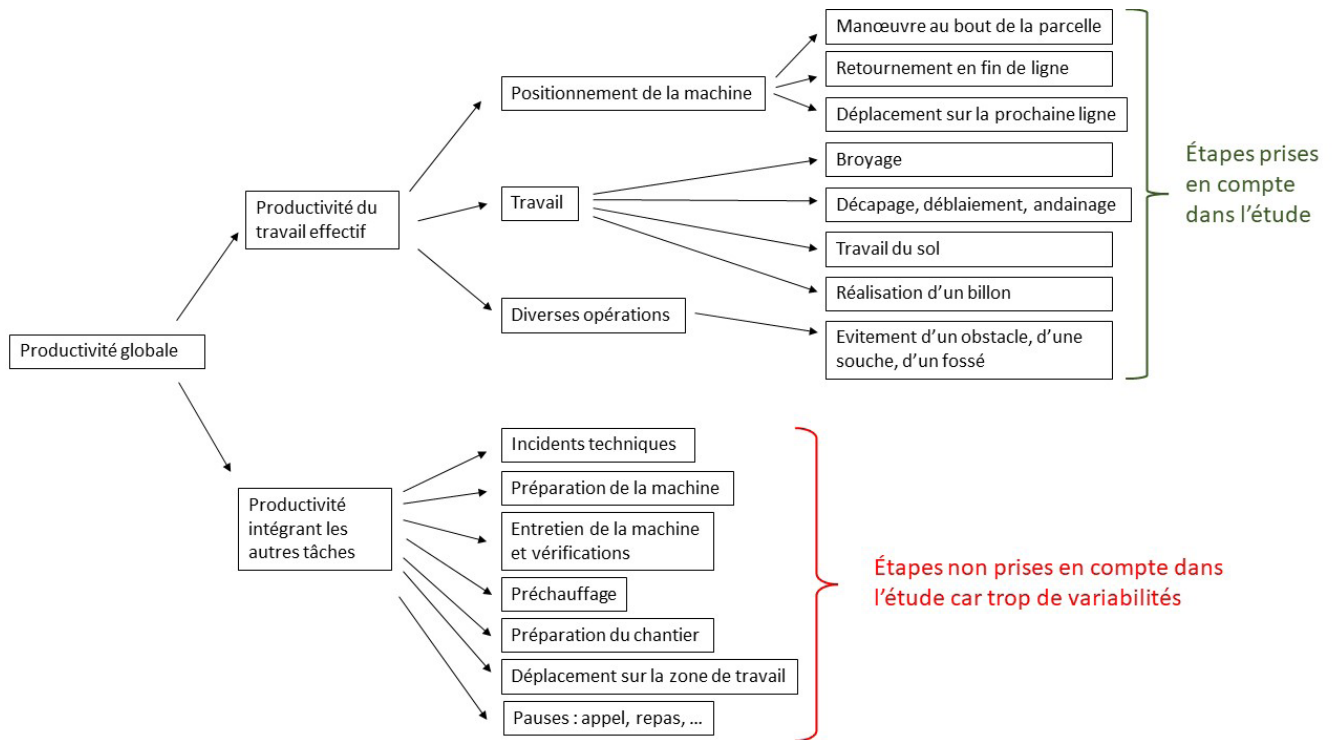 Manœuvre au bout de la parcelle
Retournement en fin de ligne
Positionnement de la machine
Déplacement sur la prochaine ligne
Broyage
Étapes prises
en compte
dans l'étude
Productivité du
travail effectif
Travail
Décapage, déblaiement, andainage
Travail du sol
Réalisation d'un billon
Diverses opérations
Evitement d'un obstacle, d'une
souche, d'un fossé
Productivité globale
Incidents techniques
Préparation de la machine
Productivité
intégrant les
autres tâches
Entretien de la machine
et vérifications
Préchauffage
Étapes non prises en compte dans
l'étude car trop de variabilités
Préparation du chantier
Déplacement sur la zone de travail
Pauses : appel, repas, ...